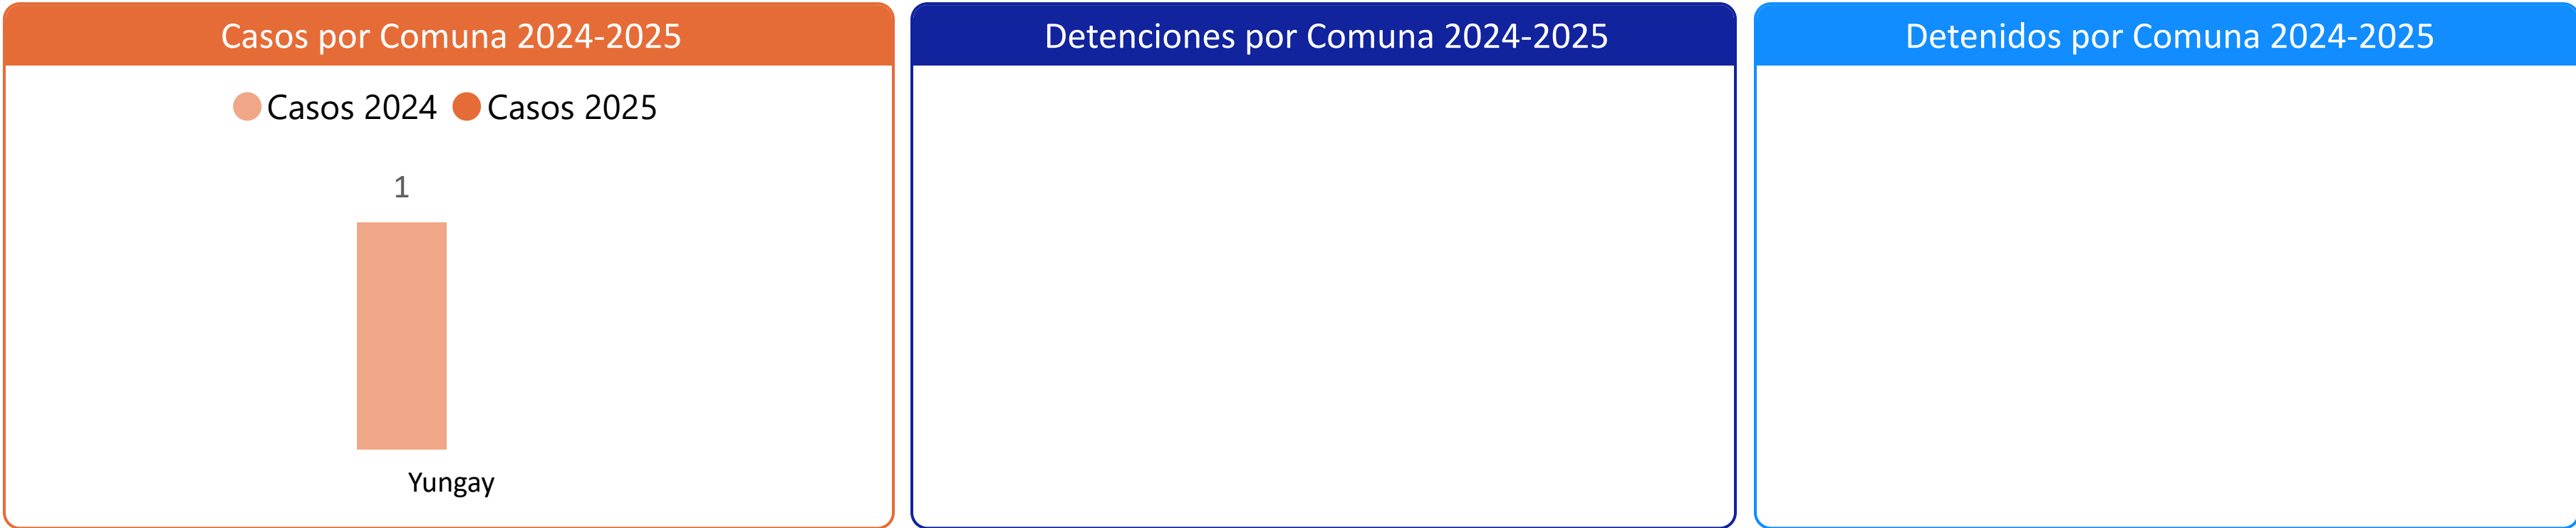 Casos por Comuna 2024-2025
Casos 2024 Casos 2025
1
Yungay
Detenciones por Comuna 2024-2025
Detenidos por Comuna 2024-2025